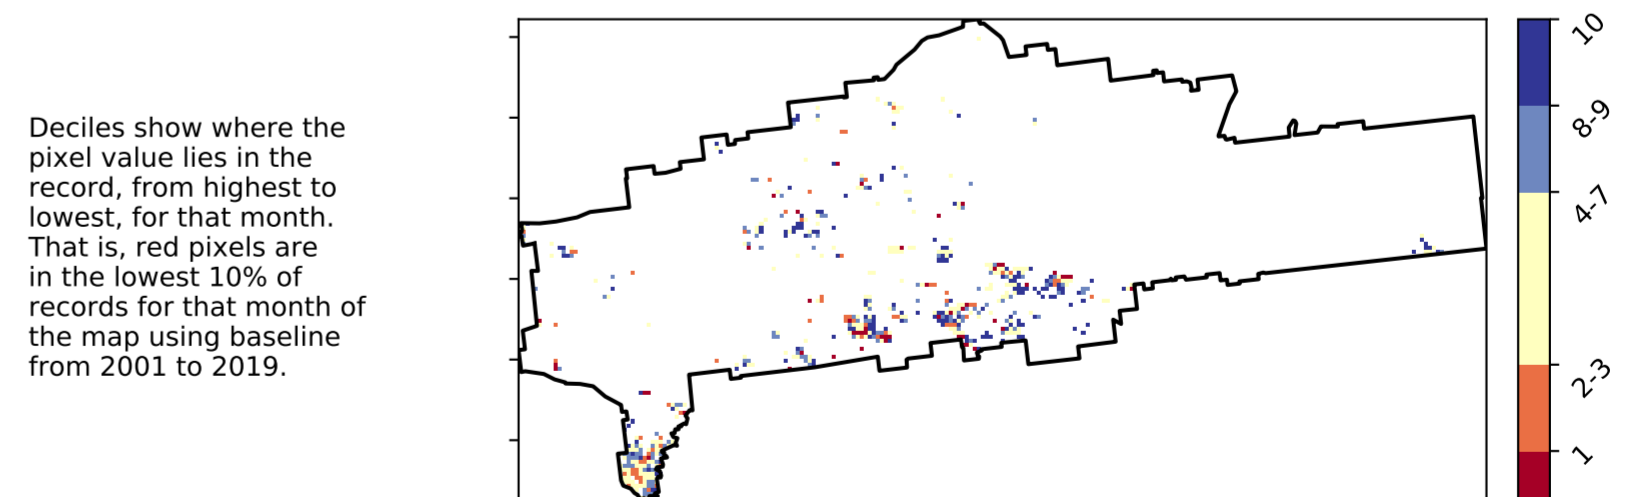 Deciles show where the
pixel value lies in the
record, from highest to
lowest, for that month.
That is, red pixels are
in the lowest 10% of
records for that month of
the map using baseline
from 2001 to 2019.
10
8-9
4-7
2-3
1